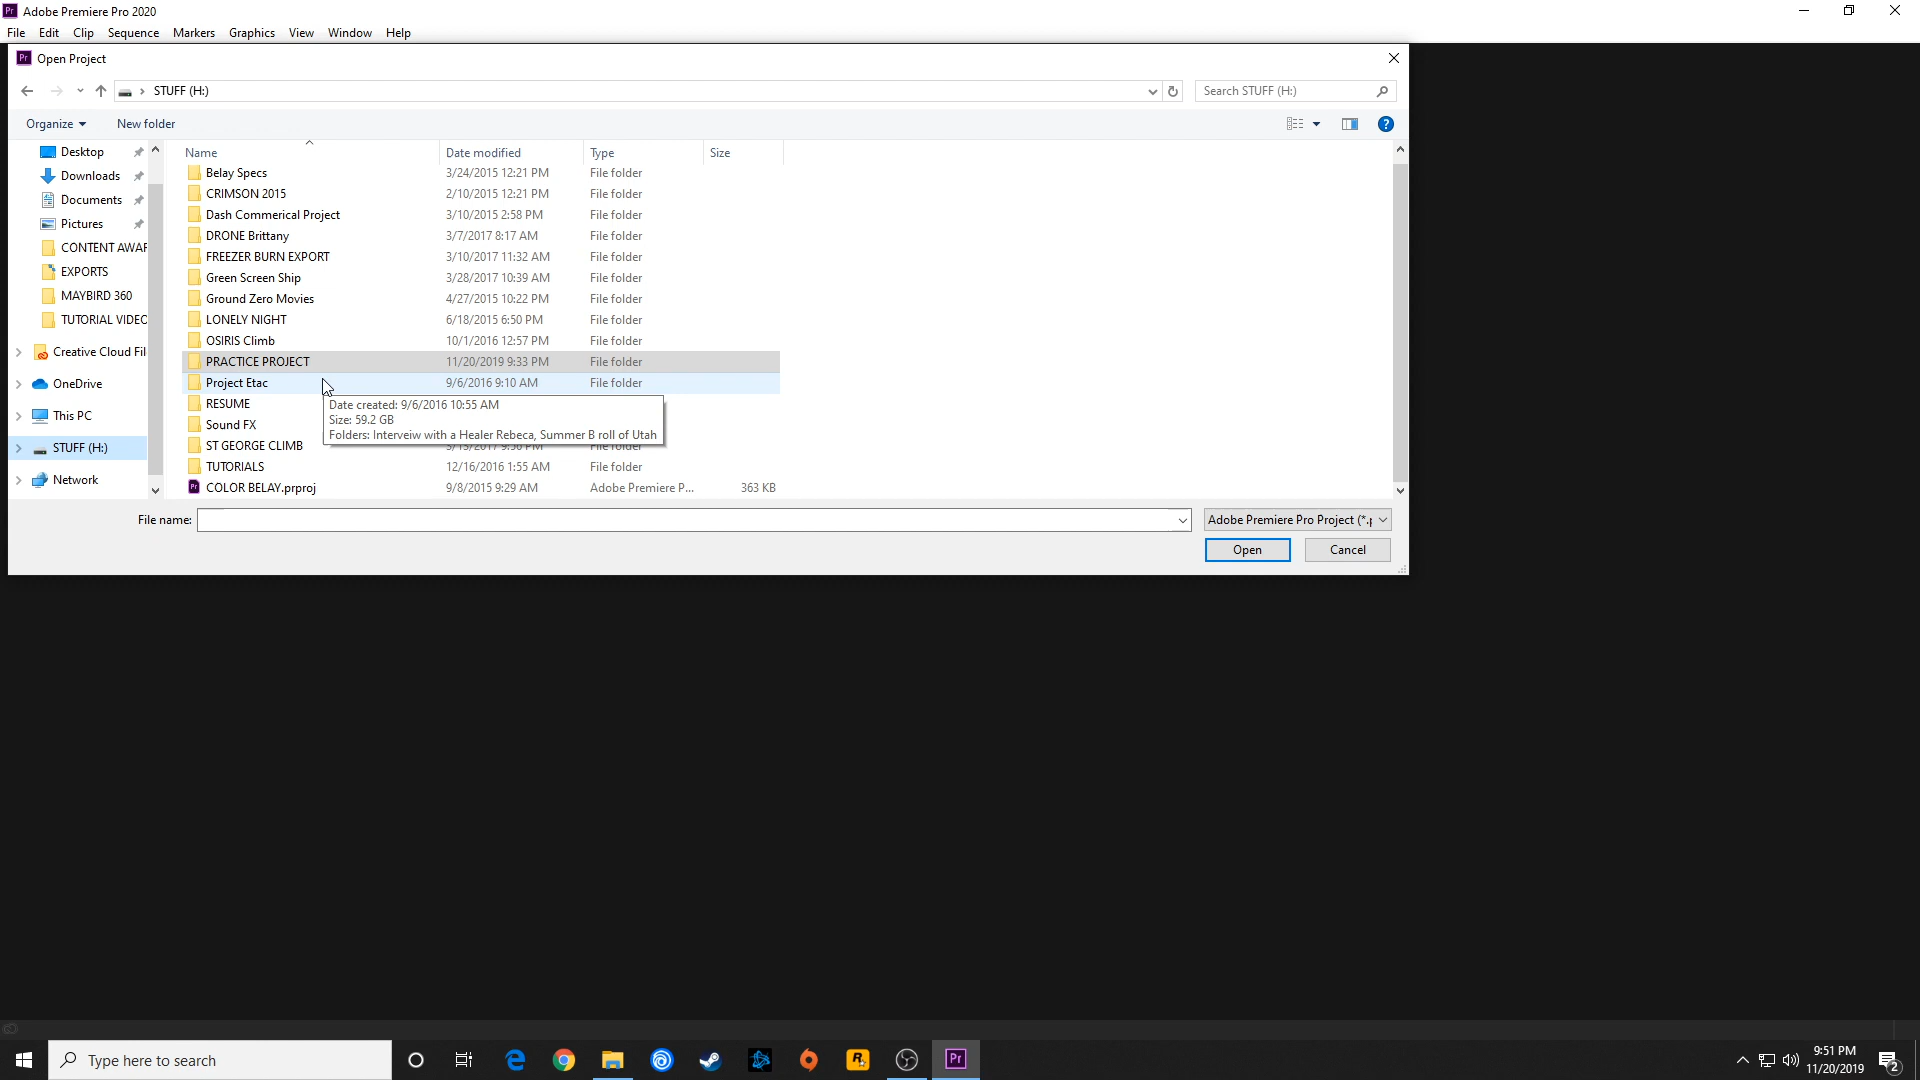 Adobe Premiere Pro 2020
File Edit Clip Sequence Markers Graphics View Window Help
Open Project
STUFF (H:)
Search STUFF (H:)
Organize New folder
Name Date modified Type Size
Desktop
Downloads
Documents
Pictures
CONTENT AWAR
EXPORTS
MAYBIRD 360
TUTORIAL VIDEO
Creative Cloud Fil
OneDrive
This PC
STUFF (H:)
Network
Belay Specs 3/24/2015 12:21 PM File folder
CRIMSON 2015 2/10/2015 12:21 PM File folder
Dash Commerical Project 3/10/2015 2:58 PM File folder
DRONE Brittany 3/7/2017 8:17 AM File folder
FREEZER BURN EXPORT 3/10/2017 11:32 AM File folder
Green Screen Ship 3/28/2017 10:39 AM File folder
Ground Zero Movies 4/27/2015 10:22 PM File folder
LONELY NIGHT 6/18/2015 6:50 PM File folder
OSIRIS Climb 10/1/2016 12:57 PM File folder
PRACTICE PROJECT 11/20/2019 9:33 PM File folder
Project Etac 9/6/2016 9:10 AM File folder
RESUME
Sound FX
Date created: 9/6/2016 10:55 AM
Size: 59.2 GB
Folders: Interveiw with a Healer Rebeca, Summer B roll of Utah
ST GEORGE CLIMB 3/13/2017 9:50 PM File folder
TUTORIALS 12/16/2016 1:55 AM File folder
COLOR BELAY.prproj 9/8/2015 9:29 AM Adobe Premiere P... 363 KB
File name: Adobe Premiere Pro Project (*.p
Open Cancel
Type here to search
9:51 PM
11/20/2019
2